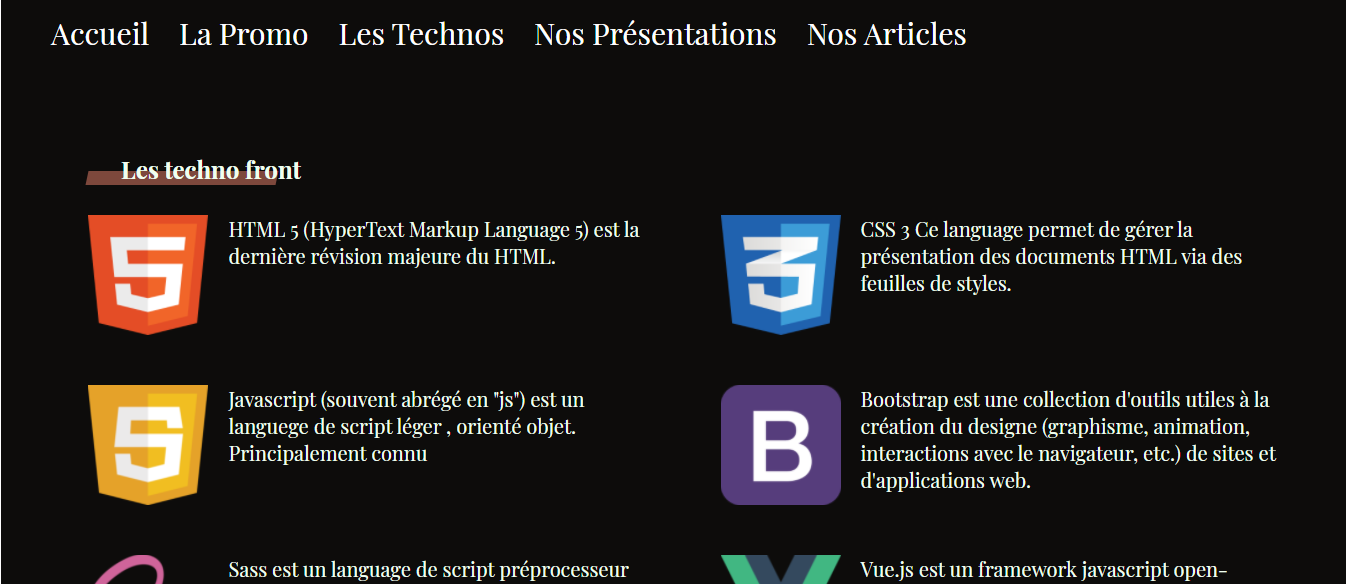 Accueil La Promo Les Technos Nos Présentations Nos Articles
Les techno front
HTML 5 (HyperText Markup Language 5) est la
dernière révision majeure du HTML.
CSS 3 Ce language permet de gérer la
présentation des documents HTML via des
feuilles de styles.
Javascript (souvent abrégé en "js") est un
languege de script léger , orienté objet.
Principalement connu
B
Bootstrap est une collection d'outils utiles à la
création du designe (graphisme, animation,
interactions avec le navigateur, etc.) de sites et
d'applications web.
Sass est un language de script préprocesseur
Vue.js est un framework javascript open-